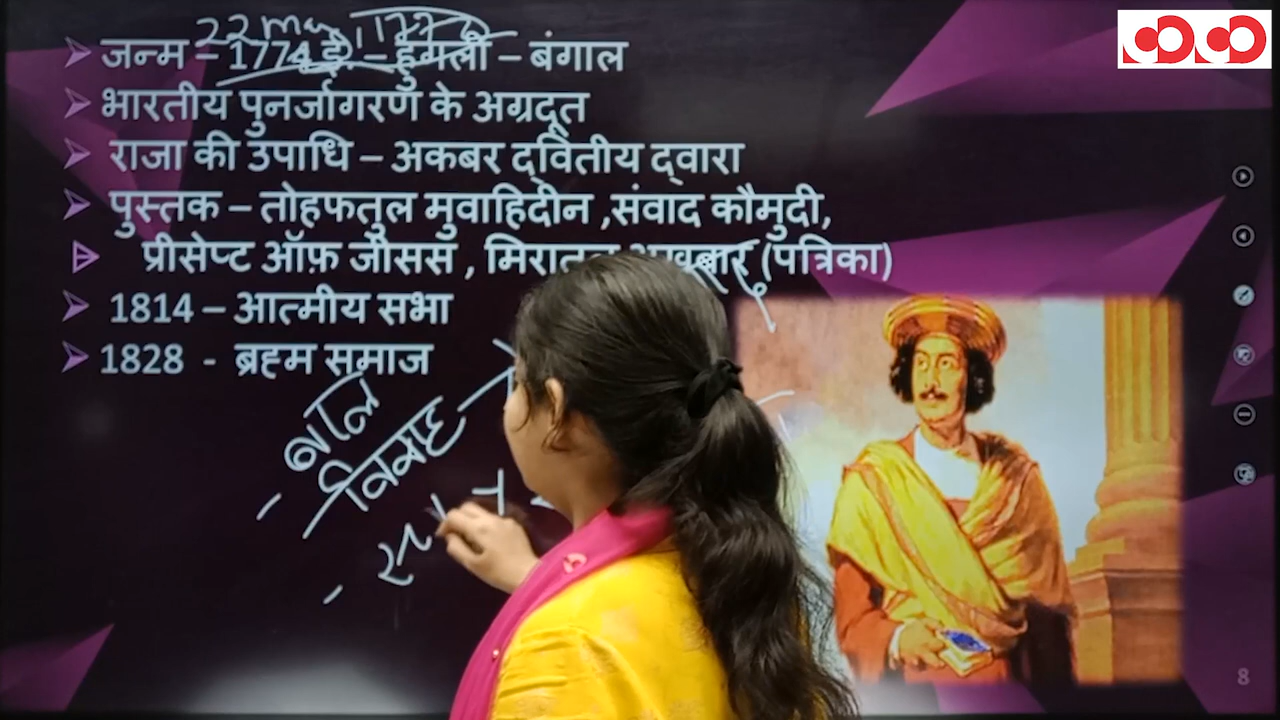 22 May, 1772
जन्म – 1774 ई. – हुगली – बंगाल
भारतीय पुनर्जागरण के अग्रदूत
राजा की उपाधि – अकबर द्वितीय द्वारा
पुस्तक – तोहफतुल मुवाहिदीन ,संवाद कौमुदी,
प्रीसेप्ट ऑफ़ जीसस , (पत्रिका)
1814 – आत्मीय सभा
1828 - ब्रह्म समाज
- बाल
विवाह
8